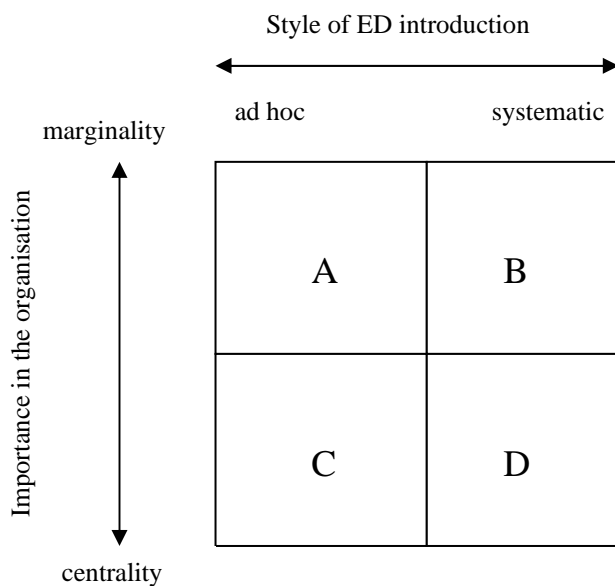 Style of ED introduction
ad hoc
systematic
marginality
Importance in the organisation
A
B
C
D
centrality